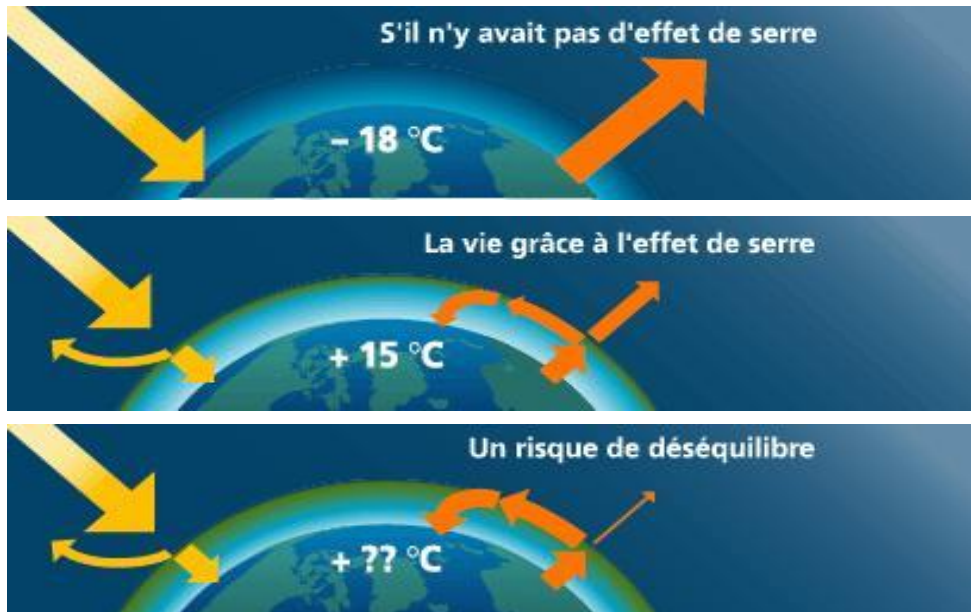 S'il n'y avait pas d'effet de serre
– 18 °C
La vie grâce à l'effet de serre
+ 15 °C
Un risque de déséquilibre
+ ?? °C